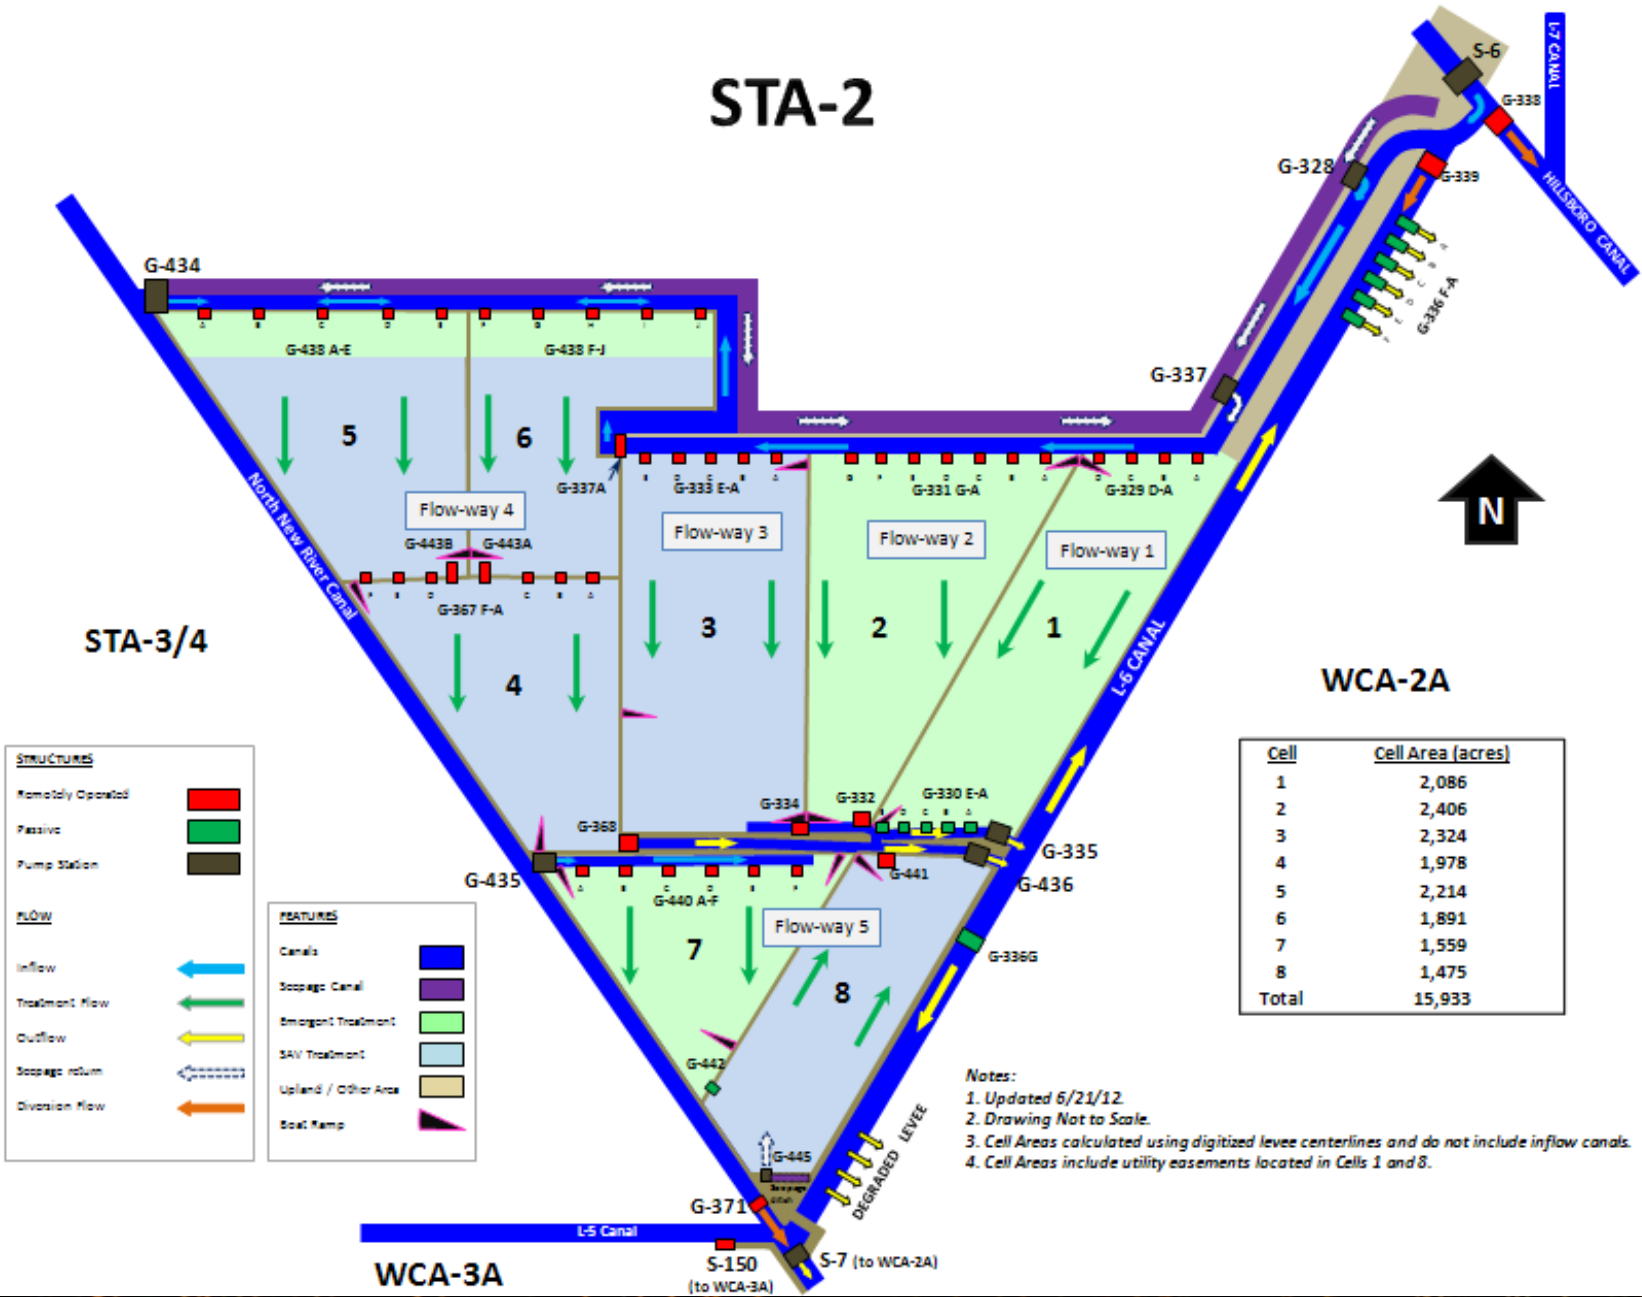 STA-2
S-6
L-7 CANAL
G-338
HILLSBORO CANAL
G-328
G-339
G-336 F-A
G-434
G-438 A-E
G-438 F-J
G-337
5
6
G-337A
G-333 E-A
G-331 G-A
G-329 D-A
Flow-way 4
Flow-way 3
Flow-way 2
Flow-way 1
N
North New River Canal
G-443B
G-443A
G-367 F-A
STA-3/4
3
2
1
4
L-6 CANAL
WCA-2A
G-334
G-332
G-330 E-A
G-368
G-335
G-435
G-441
G-436
G-440 A-F
Flow-way 5
7
8
G-336G
G-442
G-445
Seepage
G-371
DEGRADED LEVEE
L-5 Canal
S-150
(to WCA-3A)
S-7 (to WCA-2A)
WCA-3A
STRUCTURES
Remotely Operated
Passive
Pump Station
FLOW
Inflow
Treatment Flow
Outflow
Seepage return
Diversion Flow
FEATURES
Canals
Seepage Canal
Emergent Treatment
SAV Treatment
Upland / Other Area
Boat Ramp
Cell Cell Area (acres)
1 2,086
2 2,406
3 2,324
4 1,978
5 2,214
6 1,891
7 1,559
8 1,475
Total 15,933
Notes:
1. Updated 6/21/12.
2. Drawing Not to Scale.
3. Cell Areas calculated using digitized levee centerlines and do not include inflow canals.
4. Cell Areas include utility easements located in Cells 1 and 8.